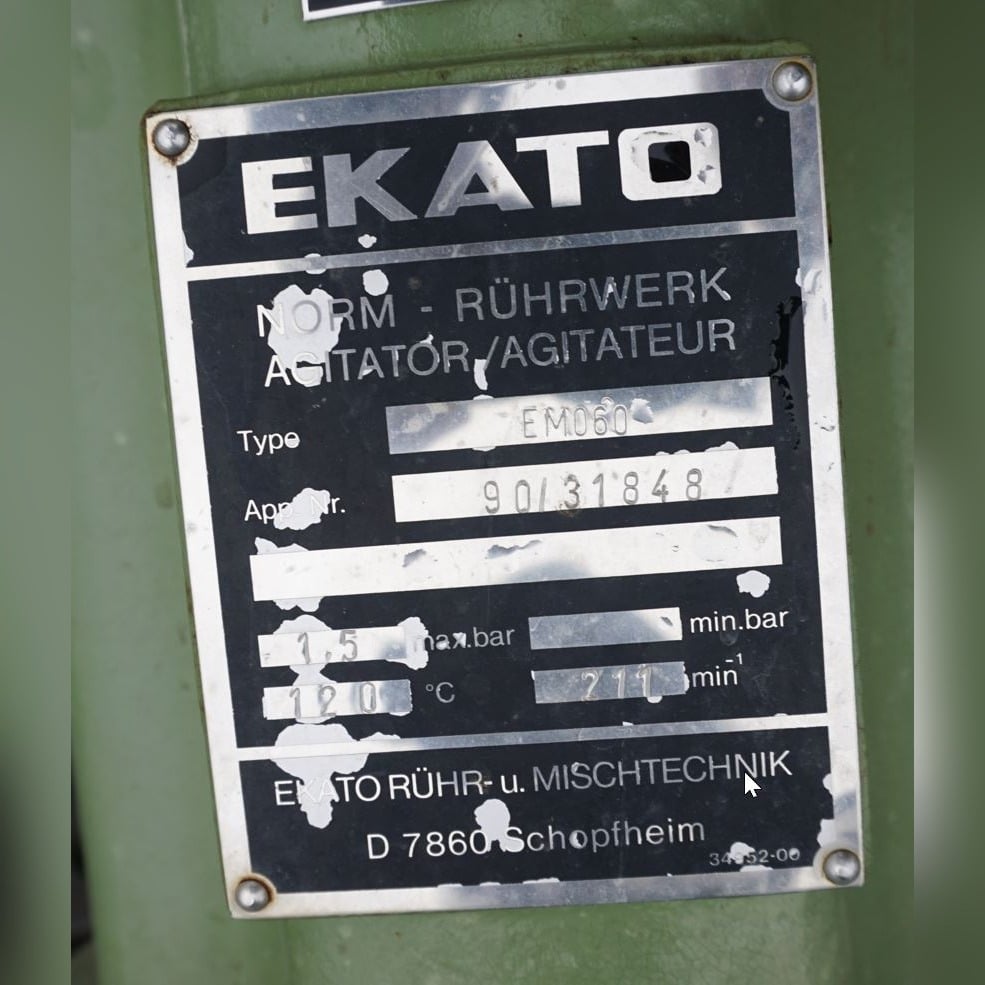 EKATO
NORM - RÜHRWERK
AGITATOR/AGITATEUR
Type EM060
App. Nr. 90/31848
1,5 max.bar min.bar
120 °C 211 min⁻¹
EKATO RÜHR- u. MISCHTECHNIK
D 7860 Schopfheim